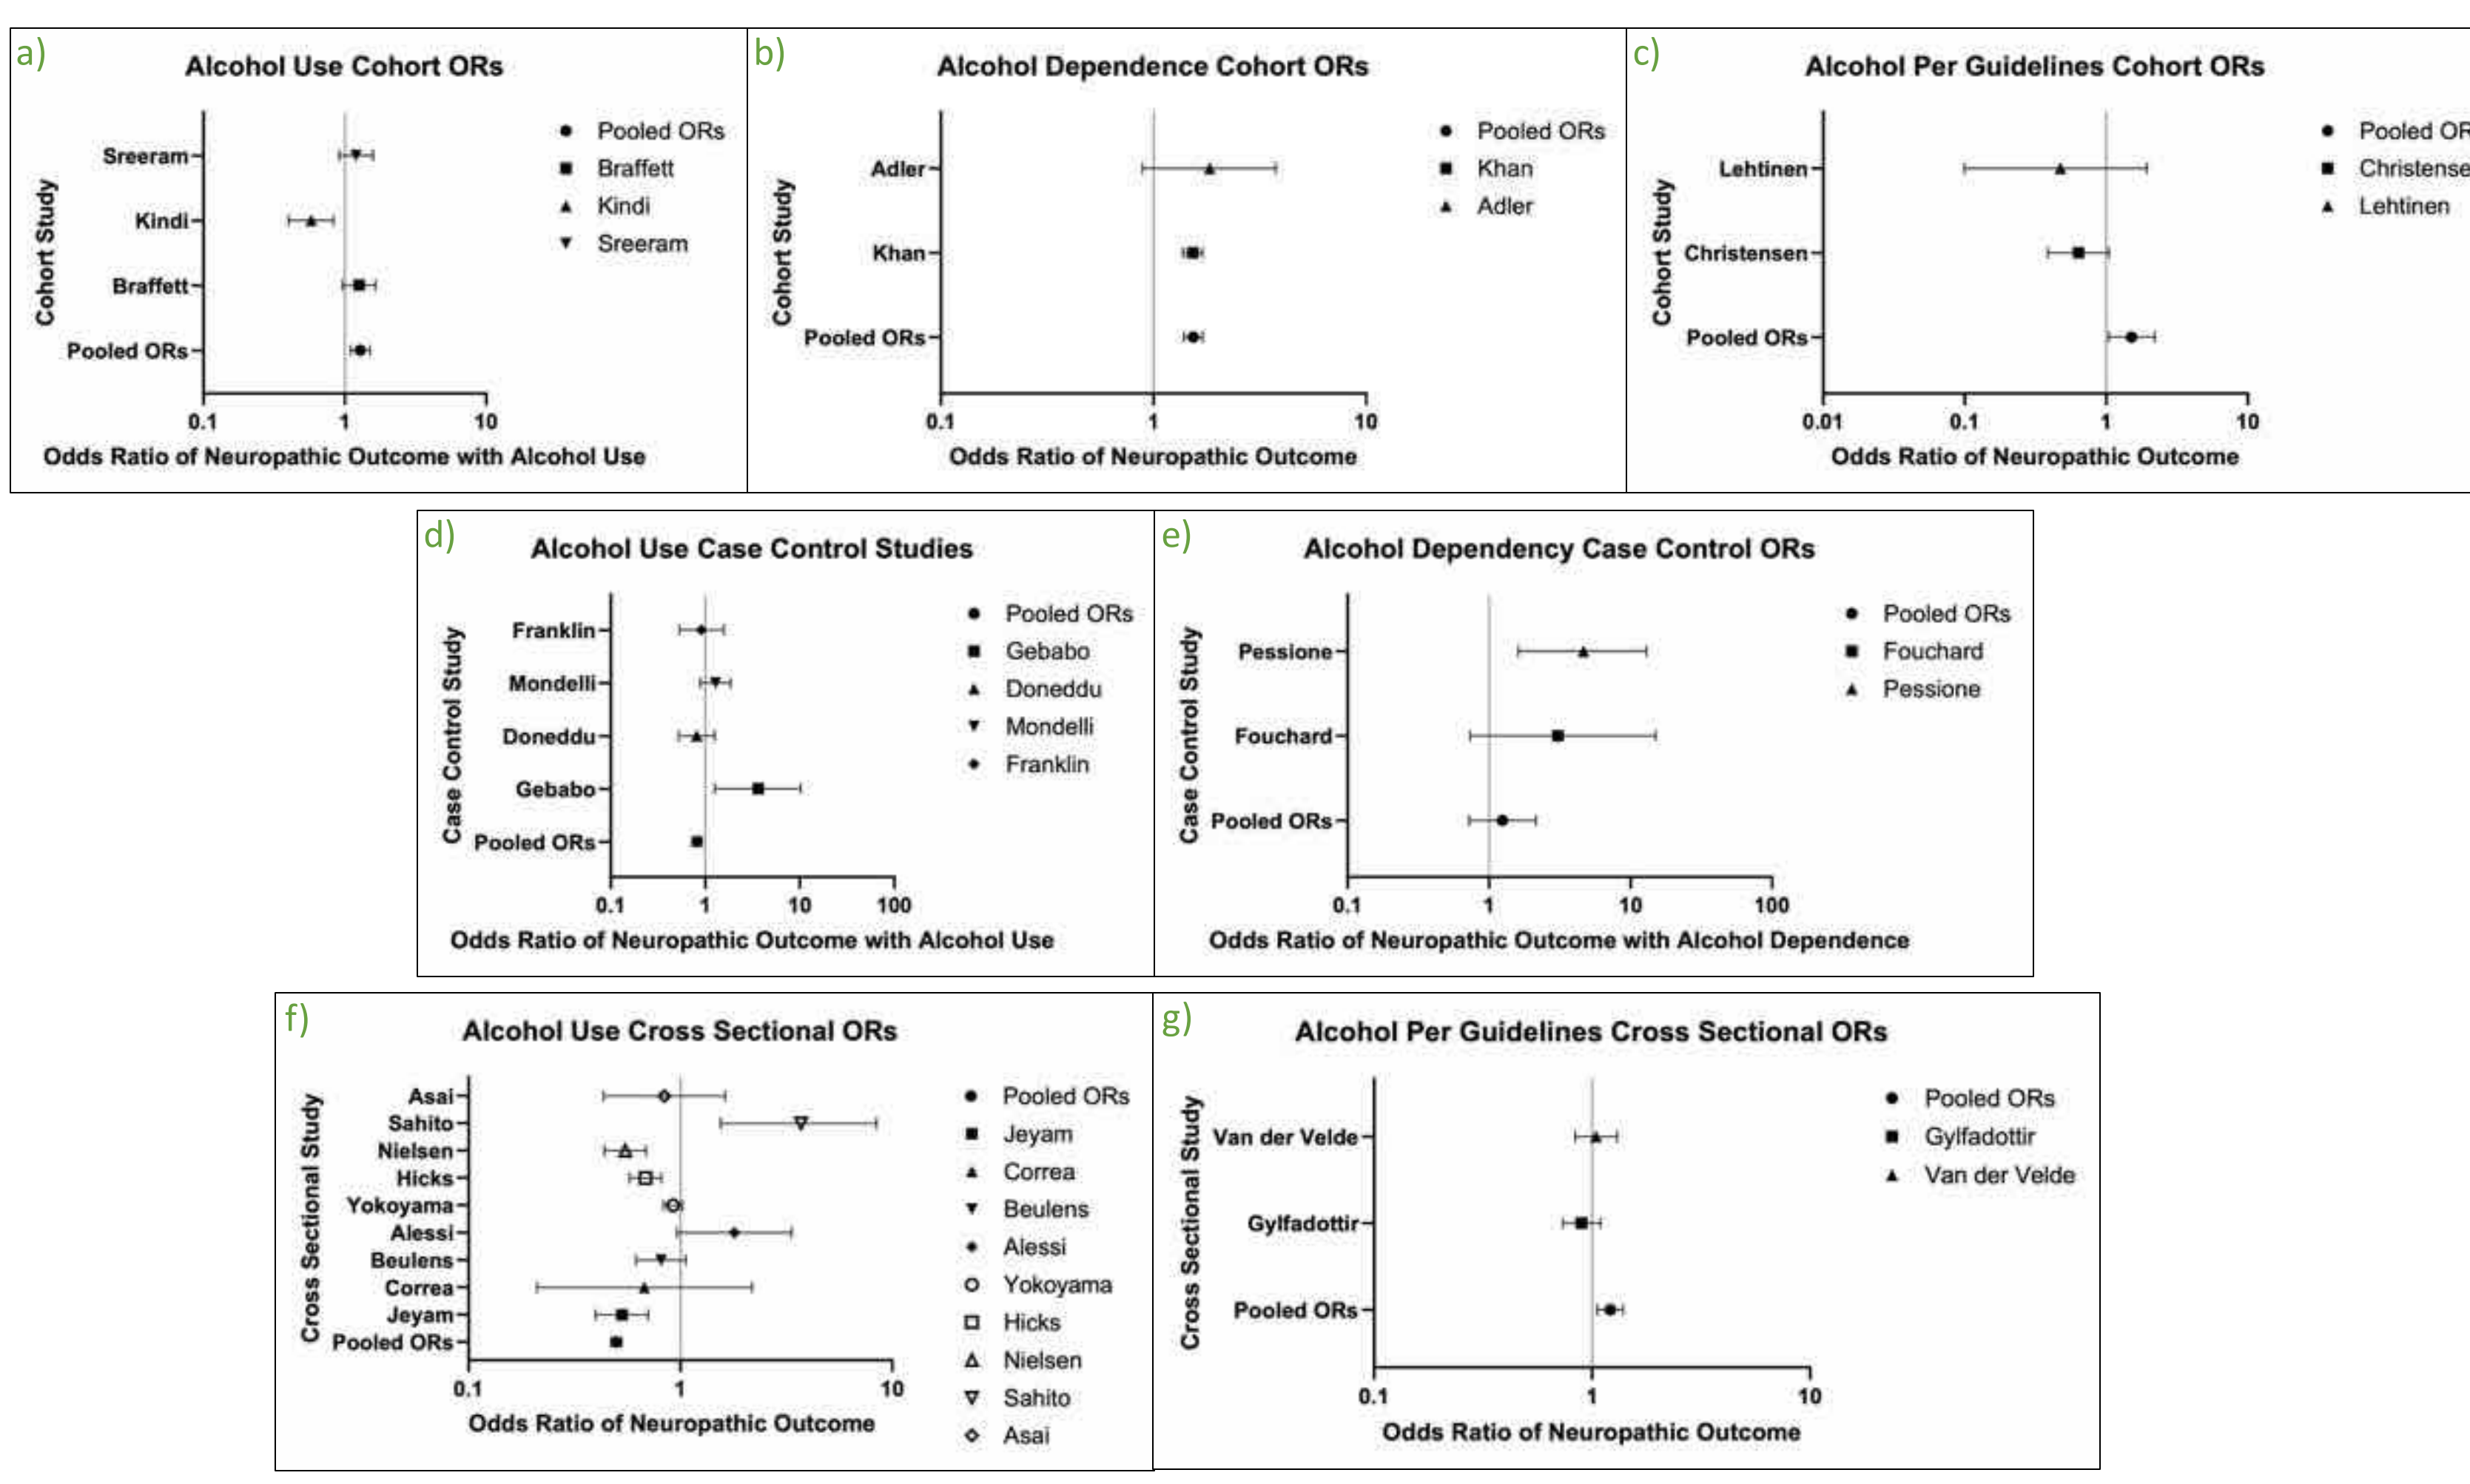 a)
Alcohol Use Cohort ORs
Cohort Study
Sreeram
Kindi
Braffett
Pooled ORs
0.1 1 10
Odds Ratio of Neuropathic Outcome with Alcohol Use
Pooled ORs
Braffett
Kindi
Sreeram
b)
Alcohol Dependence Cohort ORs
Cohort Study
Adler
Khan
Pooled ORs
0.1 1 10
Odds Ratio of Neuropathic Outcome
Pooled ORs
Khan
Adler
c)
Alcohol Per Guidelines Cohort ORs
Cohort Study
Lehtinen
Christensen
Pooled ORs
0.01 0.1 1 10
Odds Ratio of Neuropathic Outcome
Pooled OR
Christense
Lehtinen
d)
Alcohol Use Case Control Studies
Case Control Study
Franklin
Mondelli
Doneddu
Gebabo
Pooled ORs
0.1 1 10 100
Odds Ratio of Neuropathic Outcome with Alcohol Use
Pooled ORs
Gebabo
Doneddu
Mondelli
Franklin
e)
Alcohol Dependency Case Control ORs
Case Control Study
Pessione
Fouchard
Pooled ORs
0.1 1 10 100
Odds Ratio of Neuropathic Outcome with Alcohol Dependence
Pooled ORs
Fouchard
Pessione
f)
Alcohol Use Cross Sectional ORs
Cross Sectional Study
Asai
Sahito
Nielsen
Hicks
Yokoyama
Alessi
Beulens
Correa
Jeyam
Pooled ORs
0.1 1 10
Odds Ratio of Neuropathic Outcome
Pooled ORs
Jeyam
Correa
Beulens
Alessi
Yokoyama
Hicks
Nielsen
Sahito
Asai
g)
Alcohol Per Guidelines Cross Sectional ORs
Cross Sectional Study
Van der Velde
Gylfadottir
Pooled ORs
0.1 1 10
Odds Ratio of Neuropathic Outcome
Pooled ORs
Gylfadottir
Van der Velde